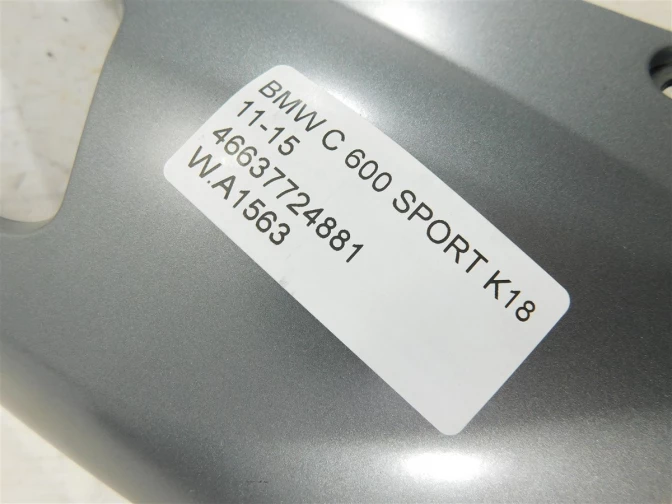 BMW C 600 SPORT K18
11-15
46637724881
W.A1563